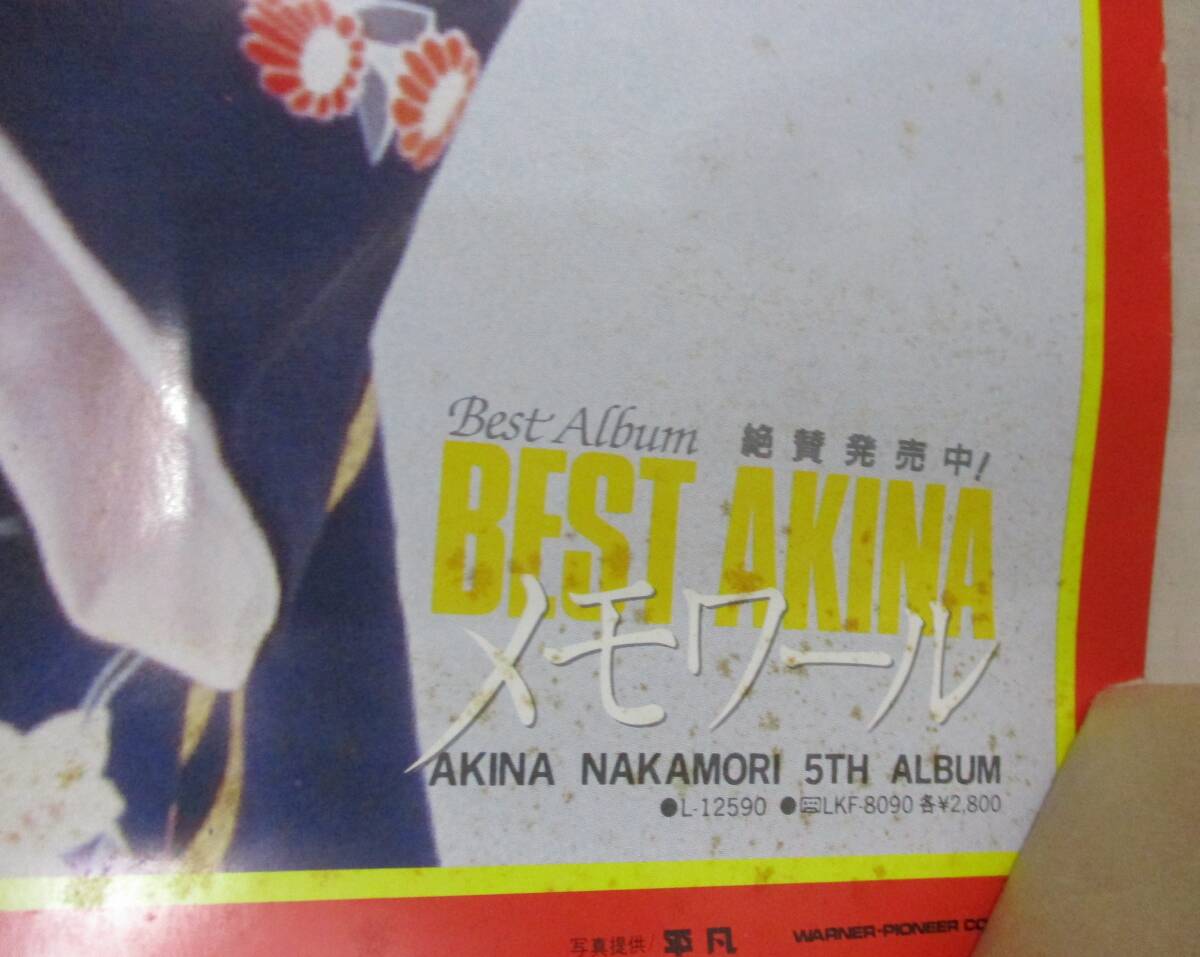 Best Album 絶賛発売中!
BEST AKINA
メモワール
AKINA NAKAMORI 5TH ALBUM
●L-12590 ●LKF-8090 各¥2,800
写真提供/平凡 WARNER-PIONEER CO